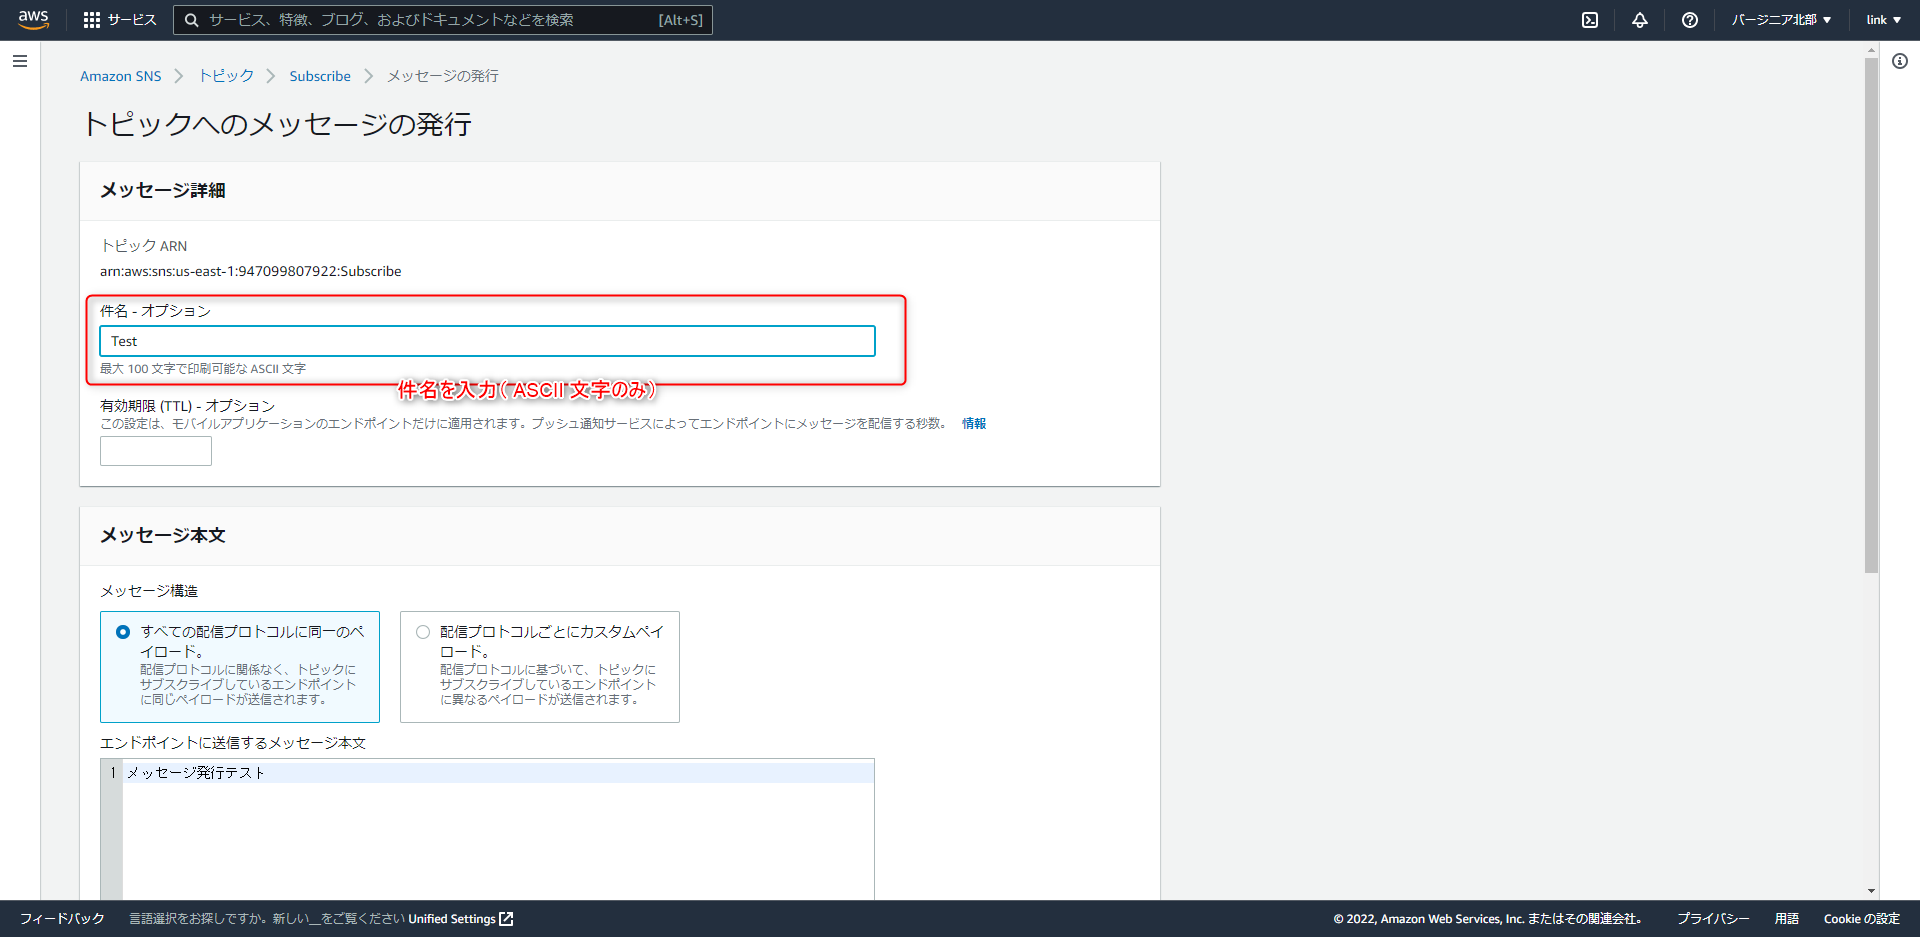 aws
サービス
サービス、特徴、ブログ、およびドキュメントなどを検索
[Alt+S]
バージニア北部 ▼
link ▼
Amazon SNS
トピック
Subscribe
メッセージの発行
トピックへのメッセージの発行
メッセージ詳細
トピック ARN
arn:aws:sns:us-east-1:947099807922:Subscribe
件名 - オプション
Test
最大 100 文字で印刷可能な ASCII 文字
件名を入力（ASCII 文字のみ）
有効期限 (TTL) - オプション
この設定は、モバイルアプリケーションのエンドポイントだけに適用されます。プッシュ通知サービスによってエンドポイントにメッセージを配信する秒数。 情報
メッセージ本文
メッセージ構造
すべての配信プロトコルに同一のペ
イロード。
配信プロトコルに関係なく、トピックに
サブスクライブしているエンドポイント
に同じペイロードが送信されます。
配信プロトコルごとにカスタムペイ
ロード。
配信プロトコルに基づいて、トピックに
サブスクライブしているエンドポイント
に異なるペイロードが送信されます。
エンドポイントに送信するメッセージ本文
1 メッセージ発行テスト
フィードバック
言語選択をお探しですか。新しい__をご覧ください Unified Settings
© 2022, Amazon Web Services, Inc. またはその関連会社。
プライバシー
用語
Cookie の設定